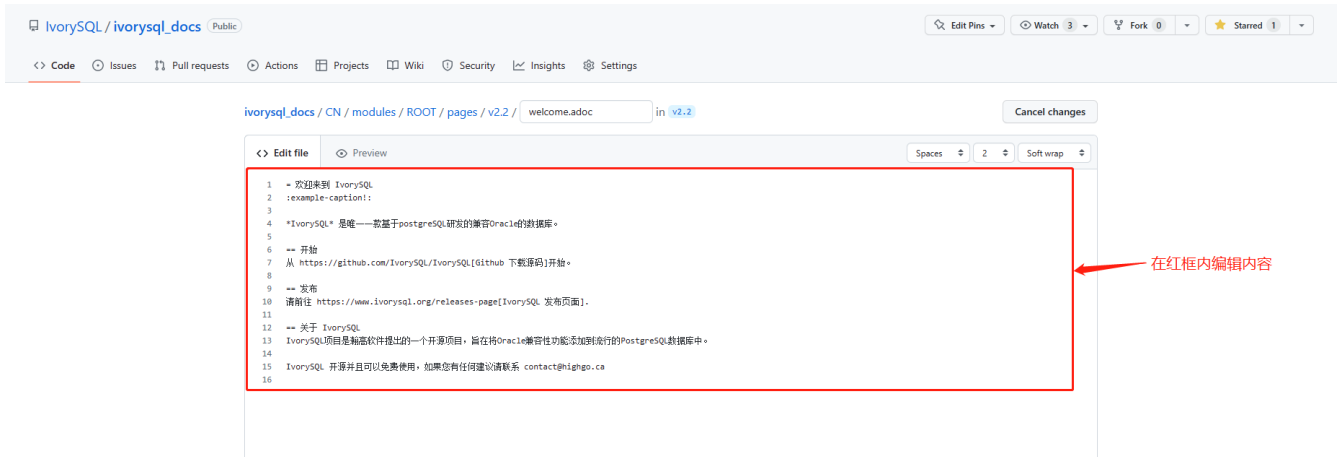 IvorySQL / ivorysql_docs Public
Edit Pins Watch 3 Fork 0 Starred 1
Code Issues Pull requests Actions Projects Wiki Security Insights Settings
ivorysql_docs / CN / modules / ROOT / pages / v2.2 / welcome.adoc in v2.2
Cancel changes
Edit file Preview
Spaces 2 Soft wrap
1 = 欢迎来到 IvorySQL
2 :example-caption!:
3
4 *IvorySQL* 是唯一一款基于postgreSQL研发的兼容Oracle的数据库。
5
6 == 开始
7 从 https://github.com/IvorySQL/IvorySQL[Github 下载源码]开始。
8
9 == 发布
10 请前往 https://www.ivorysql.org/releases-page[IvorySQL 发布页面].
11
12 == 关于 IvorySQL
13 IvorySQL项目是瀚高软件提出的一个开源项目，旨在将Oracle兼容性功能添加到流行的PostgreSQL数据库中。
14
15 IvorySQL 开源并且可以免费使用，如果您有任何建议请联系 contact@highgo.ca
16
在红框内编辑内容